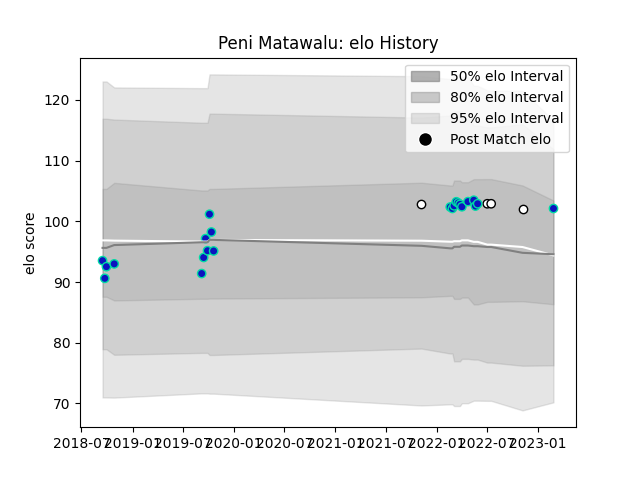 Peni Matawalu: elo History
50% elo Interval
80% elo Interval
95% elo Interval
Post Match elo
elo score
120
110
100
90
80
70
2018-07 2019-01 2019-07 2020-01 2020-07 2021-01 2021-07 2022-01 2022-07 2023-01